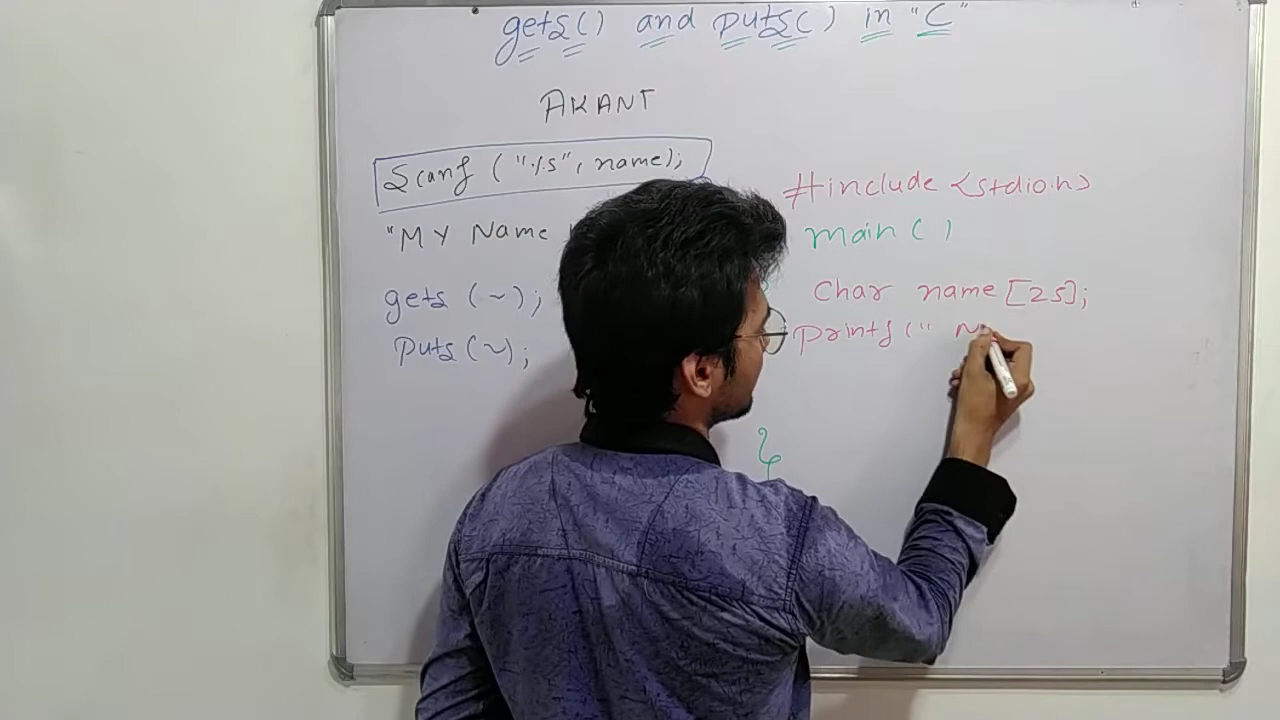 gets() and puts() in "C"
AKANT
Scanf ("%s", name);
"MY Name
gets (~);
puts (~);
#include <stdio.h>
main ( )
Char name [25];
printf (" N
}